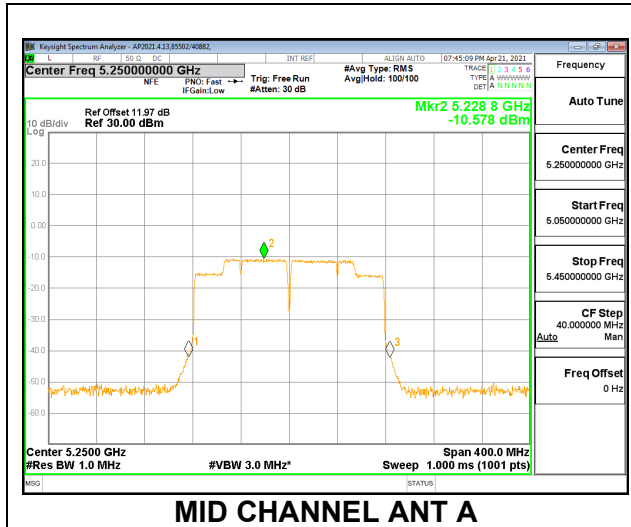 Keysight Spectrum Analyzer - AP2021.4.13,85502/40882,
L RF 50 Ω DC INT REF ALIGN AUTO 07:45:09 PM Apr 21, 2021
Center Freq 5.250000000 GHz #Avg Type: RMS TRACE 1 2 3 4 5 6
NFE PNO: Fast Trig: Free Run Avg|Hold: 100/100 TYPE A WWWWW
IFGain:Low #Atten: 30 dB DET A N N N N N
Frequency
Auto Tune
Center Freq
5.250000000 GHz
Start Freq
5.050000000 GHz
Stop Freq
5.450000000 GHz
CF Step
40.000000 MHz
Auto Man
Freq Offset
0 Hz
Mkr2 5.228 8 GHz
-10.578 dBm
Ref Offset 11.97 dB
10 dB/div Ref 30.00 dBm
Log
20.0
10.0
0.00
-10.0
-20.0
-30.0
-40.0
-50.0
-60.0
2
1
3
Center 5.2500 GHz Span 400.0 MHz
#Res BW 1.0 MHz #VBW 3.0 MHz* Sweep 1.000 ms (1001 pts)
MSG STATUS
MID CHANNEL ANT A